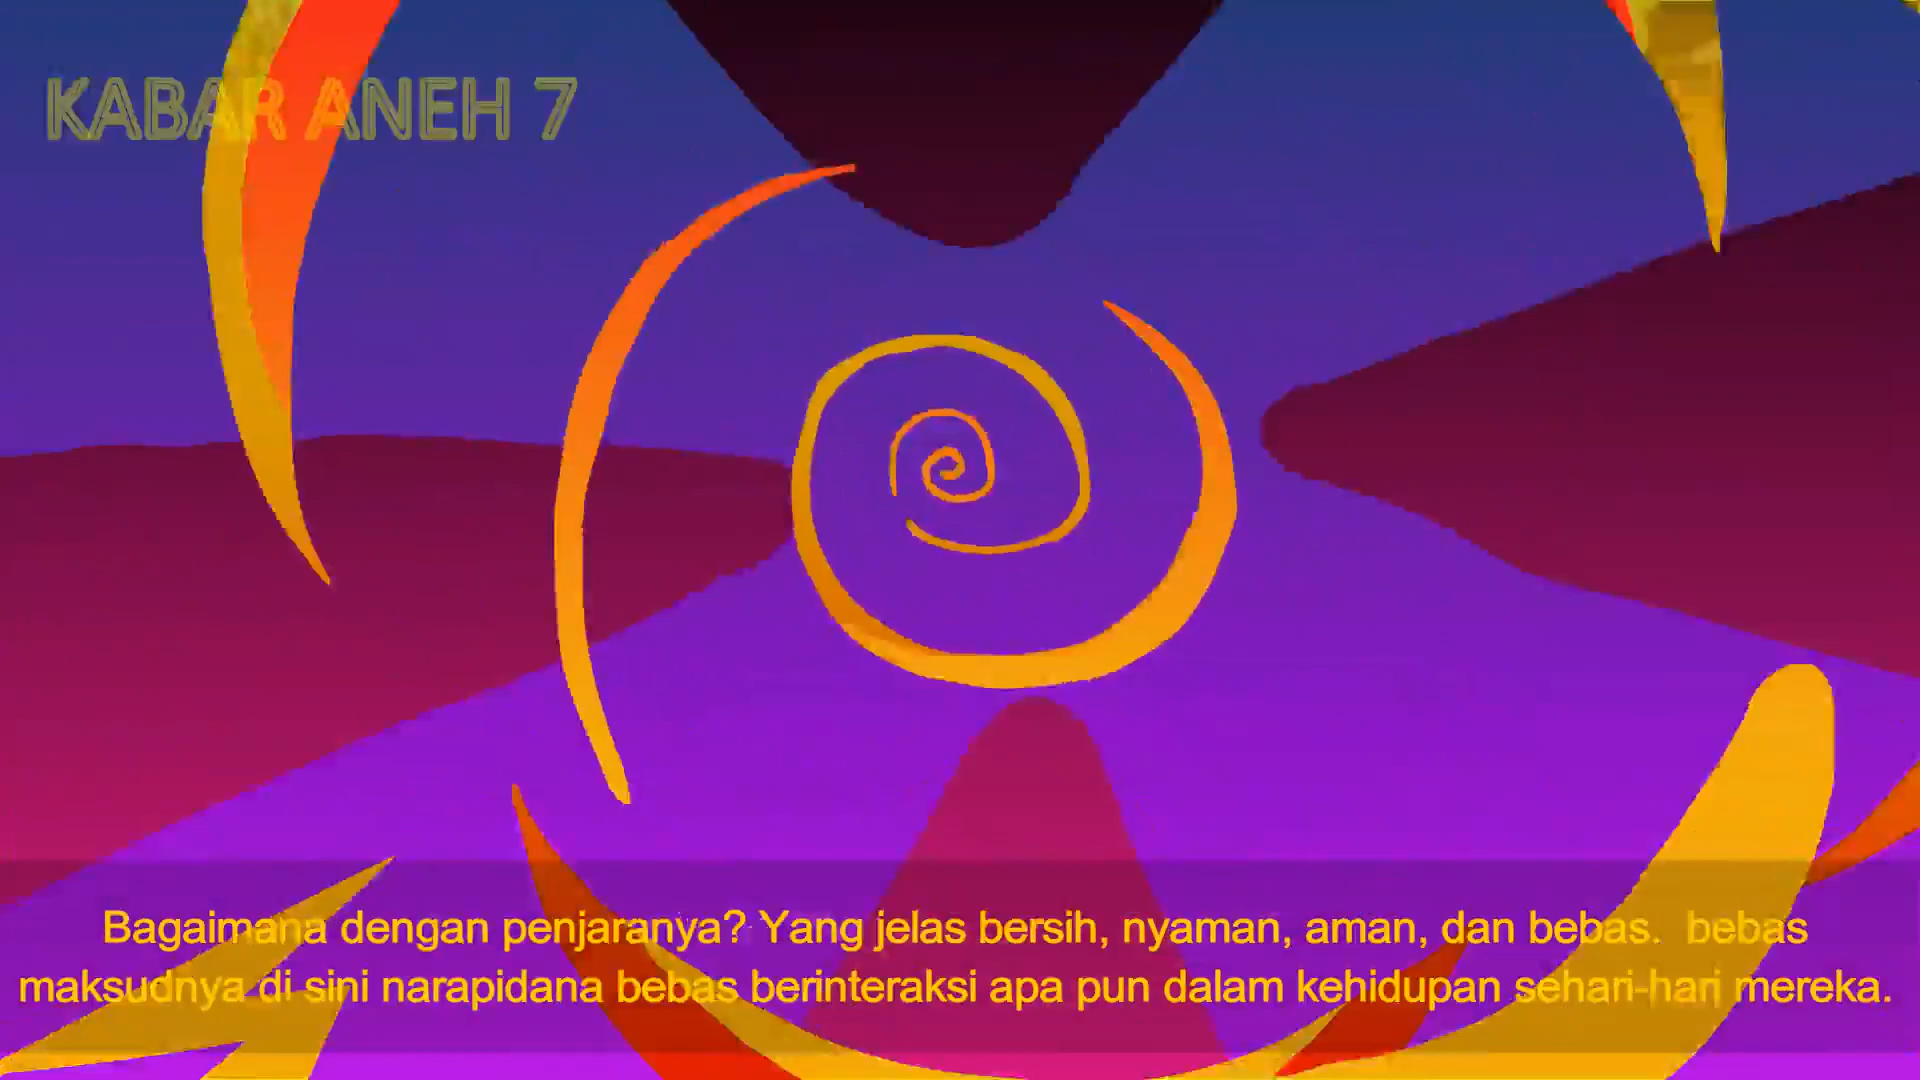 KABAR ANEH 7
Bagaimana dengan penjaranya? Yang jelas bersih, nyaman, aman, dan bebas.  bebas
maksudnya di sini narapidana bebas berinteraksi apa pun dalam kehidupan sehari-hari mereka.